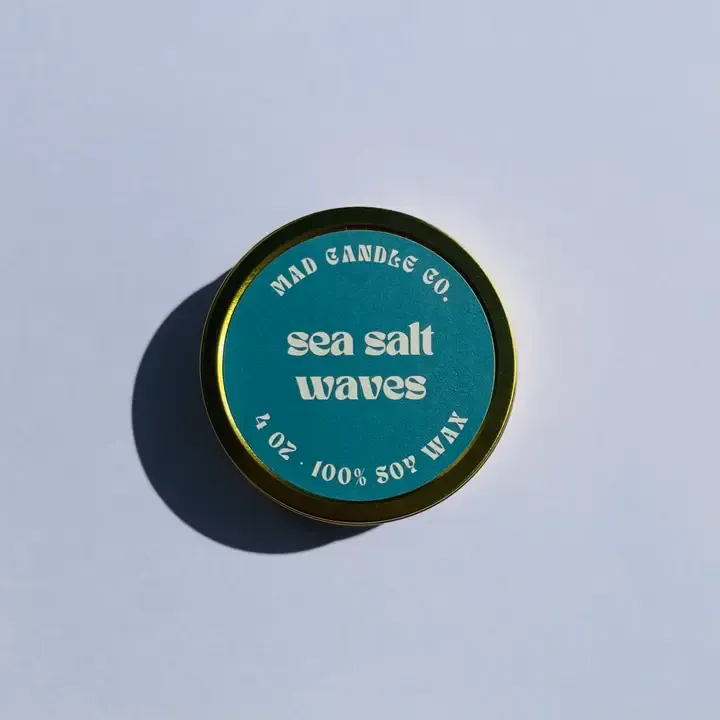 MAD CANDLE CO.
sea salt
waves
4 OZ · 100% SOY WAX